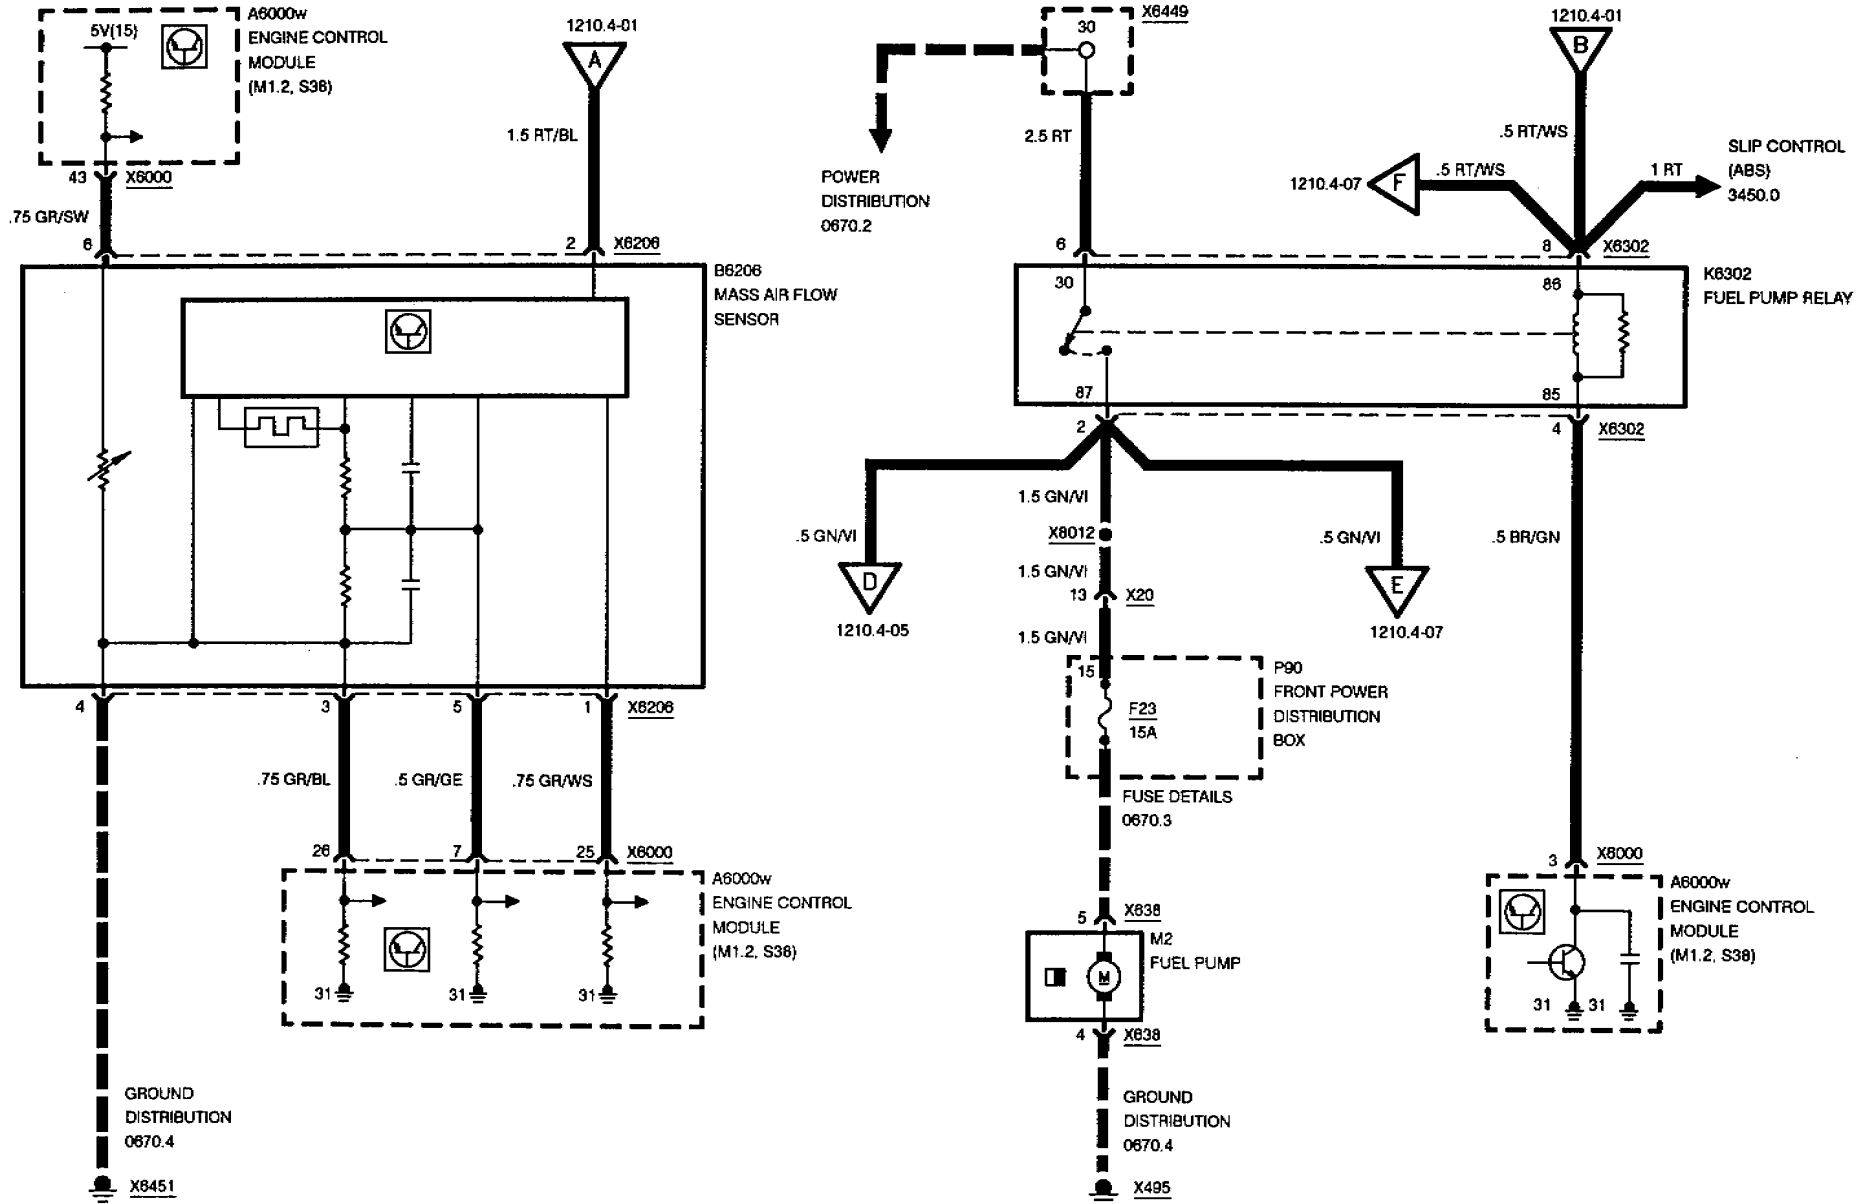 A6000w
5V(15)
ENGINE CONTROL
MODULE
(M1.2, S38)
43
X6000
.75 GR/SW
6
1210.4-01
A
1.5 RT/BL
2
X6206
B6206
MASS AIR FLOW
SENSOR
4
3
5
1
X6206
.75 GR/BL
.5 GR/GE
.75 GR/WS
26
7
25
X6000
A6000w
ENGINE CONTROL
MODULE
(M1.2, S38)
31
31
31
GROUND
DISTRIBUTION
0670.4
X6451
X6449
30
2.5 RT
POWER
DISTRIBUTION
0670.2
1210.4-01
B
.5 RT/WS
1210.4-07
F
.5 RT/WS
1 RT
SLIP CONTROL
(ABS)
3450.0
6
8
X6302
30
86
K6302
FUEL PUMP RELAY
87
85
2
4
X6302
1.5 GN/VI
X8012
.5 GN/VI
.5 GN/VI
.5 BR/GN
1.5 GN/VI
D
E
13
X20
1210.4-05
1210.4-07
1.5 GN/VI
15
P90
FRONT POWER
DISTRIBUTION
BOX
F23
15A
FUSE DETAILS
0670.3
5
X638
M2
FUEL PUMP
M
4
X638
GROUND
DISTRIBUTION
0670.4
X495
3
X6000
A6000w
ENGINE CONTROL
MODULE
(M1.2, S38)
31
31